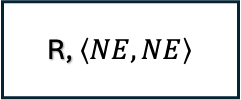 R, ⟨NE, NE⟩